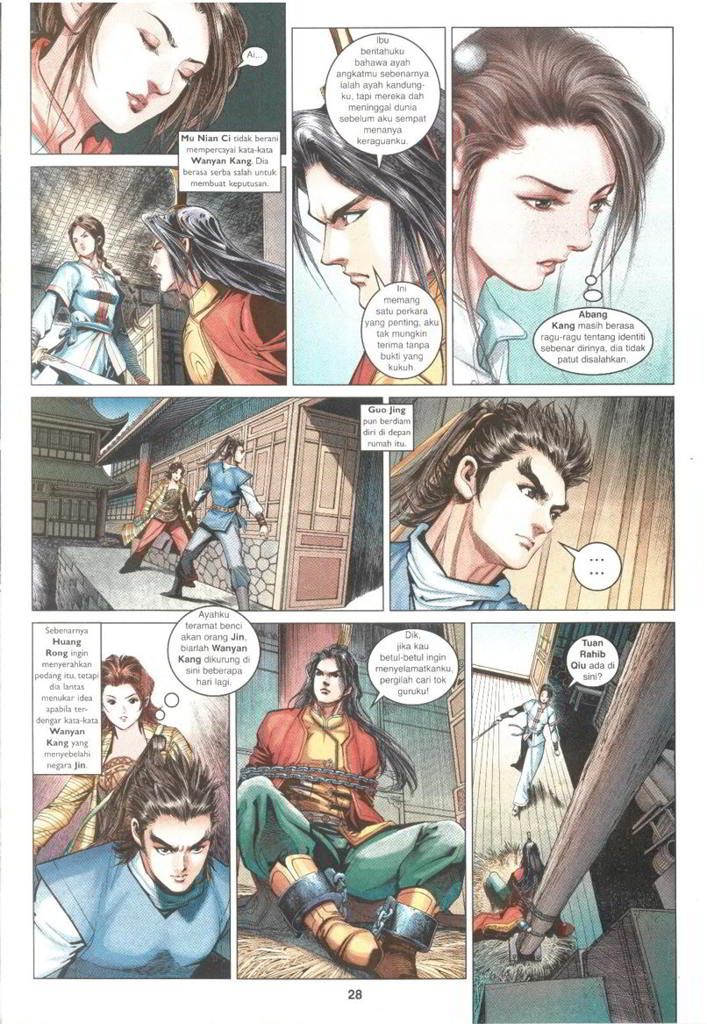 Ai...
Mu Nian Ci tidak berani
mempercayai kata-kata
Wanyan Kang. Dia
berasa serba salah untuk
membuat keputusan.
Ibu
beritahuku
bahawa ayah
angkatmu sebenarnya
ialah ayah kandung-
ku, tapi mereka dah
meninggal dunia
sebelum aku sempat
menanya
keraguanku.
Ini
memang
satu perkara
yang penting, aku
tak mungkin
terima tanpa
bukti yang
kukuh.
Abang
Kang masih berasa
ragu-ragu tentang identiti
sebenar dirinya, dia tidak
patut disalahkan.
Guo Jing
pun berdiam
diri di depan
rumah itu.
...
...
Sebenarnya
Huang
Rong ingin
menyerahkan
pedang itu, tetapi
dia lantas
menukar idea
apabila ter-
dengar kata-kata
Wanyan
Kang yang
menyebelahi
negara Jin.
Ayahku
teramat benci
akan orang Jin,
biarlah Wanyan
Kang dikurung di
sini beberapa
hari lagi.
Dik,
jika kau
betul-betul ingin
menyelamatkanku,
pergilah cari tok
guruku!
Tuan
Rahib
Qiu ada di
sini?
28